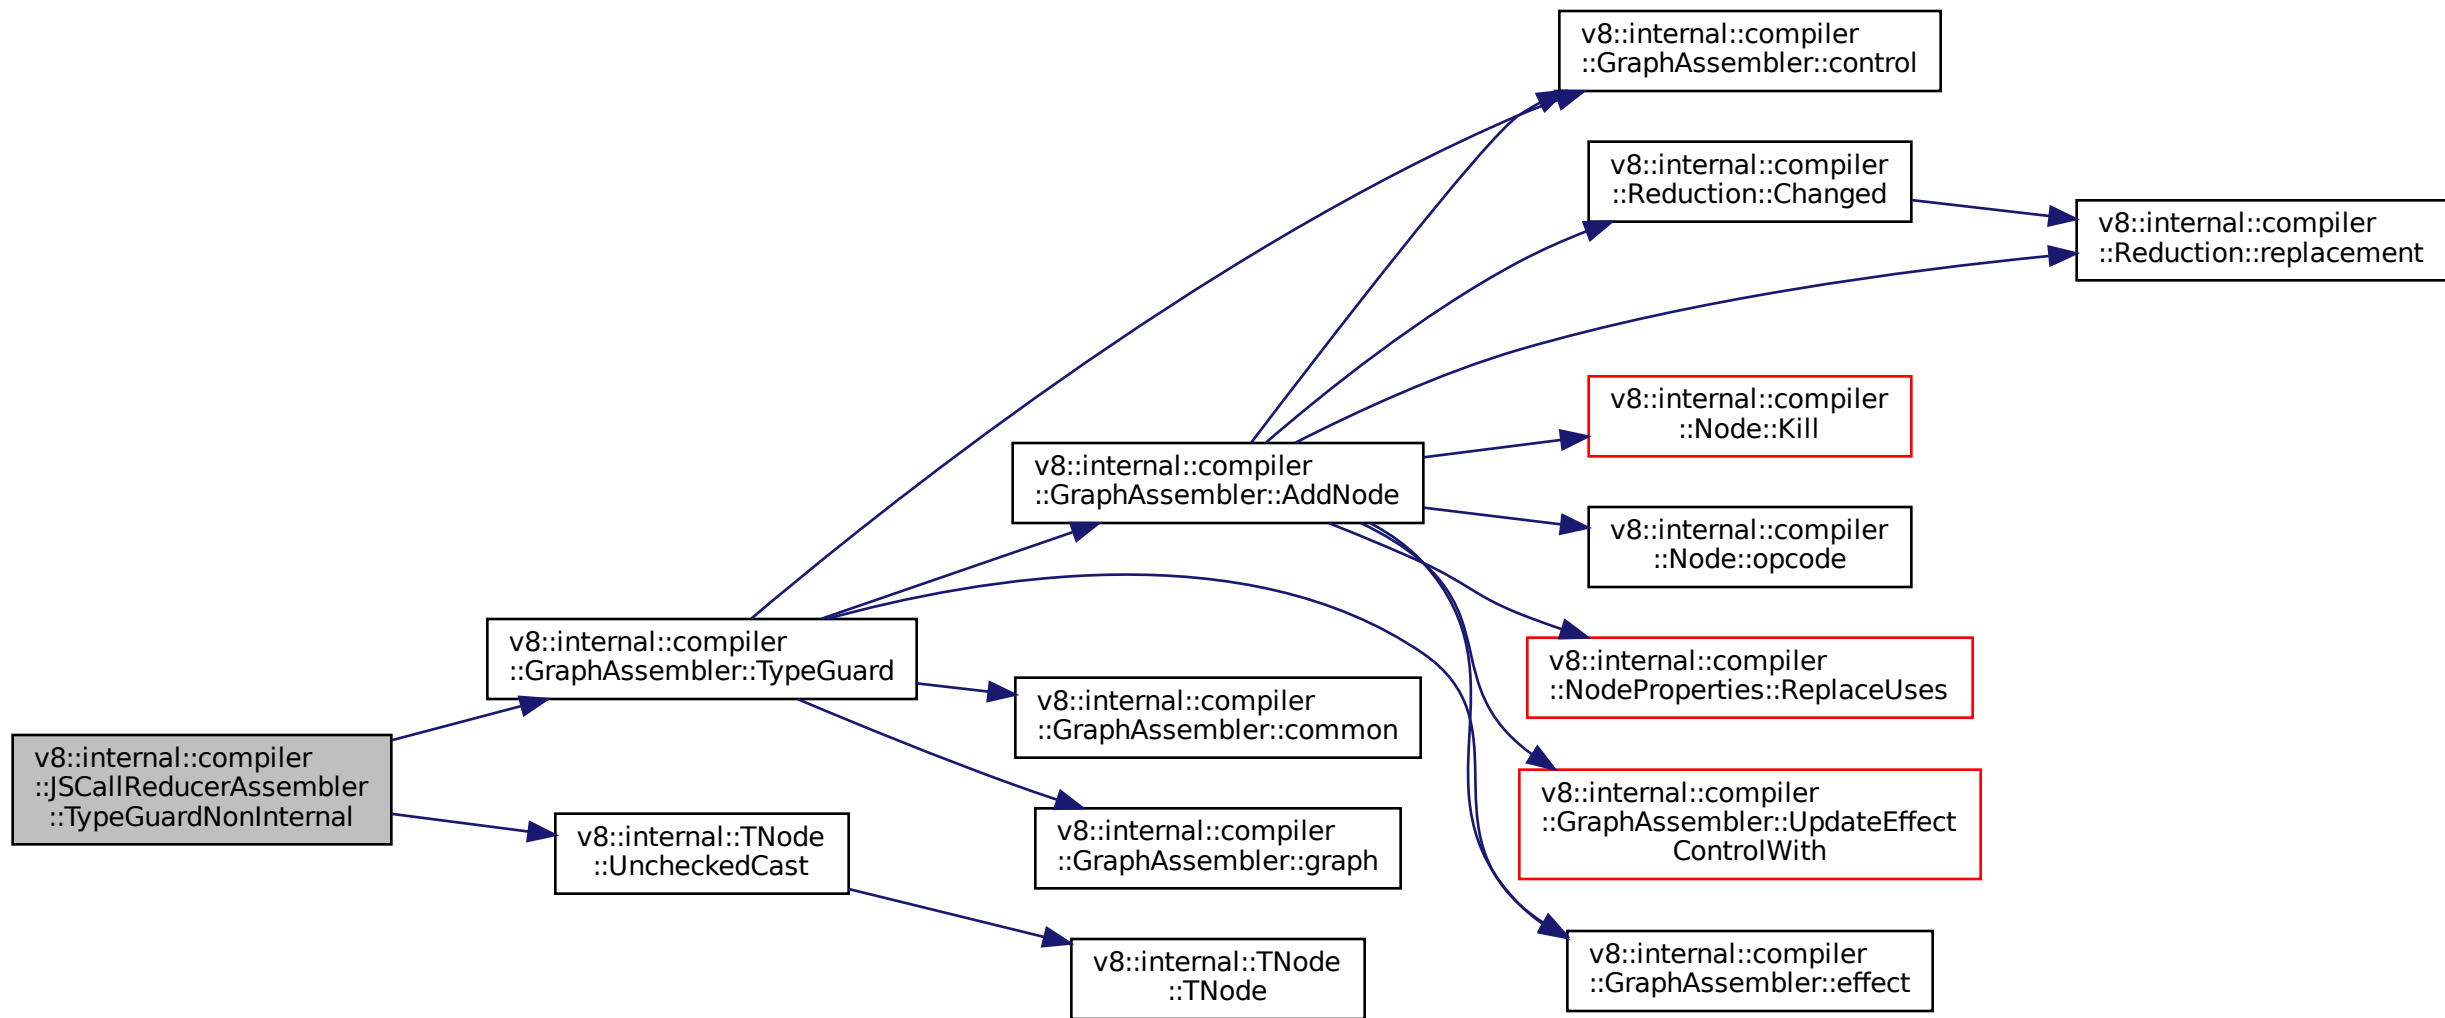 v8::internal::compiler
::GraphAssembler::control
v8::internal::compiler
::Reduction::Changed
v8::internal::compiler
::Reduction::replacement
v8::internal::compiler
::Node::Kill
v8::internal::compiler
::GraphAssembler::AddNode
v8::internal::compiler
::Node::opcode
v8::internal::compiler
::GraphAssembler::TypeGuard
v8::internal::compiler
::NodeProperties::ReplaceUses
v8::internal::compiler
::GraphAssembler::common
v8::internal::compiler
::JSCallReducerAssembler
::TypeGuardNonInternal
v8::internal::compiler
::GraphAssembler::UpdateEffect
ControlWith
v8::internal::TNode
::UncheckedCast
v8::internal::compiler
::GraphAssembler::graph
v8::internal::TNode
::TNode
v8::internal::compiler
::GraphAssembler::effect